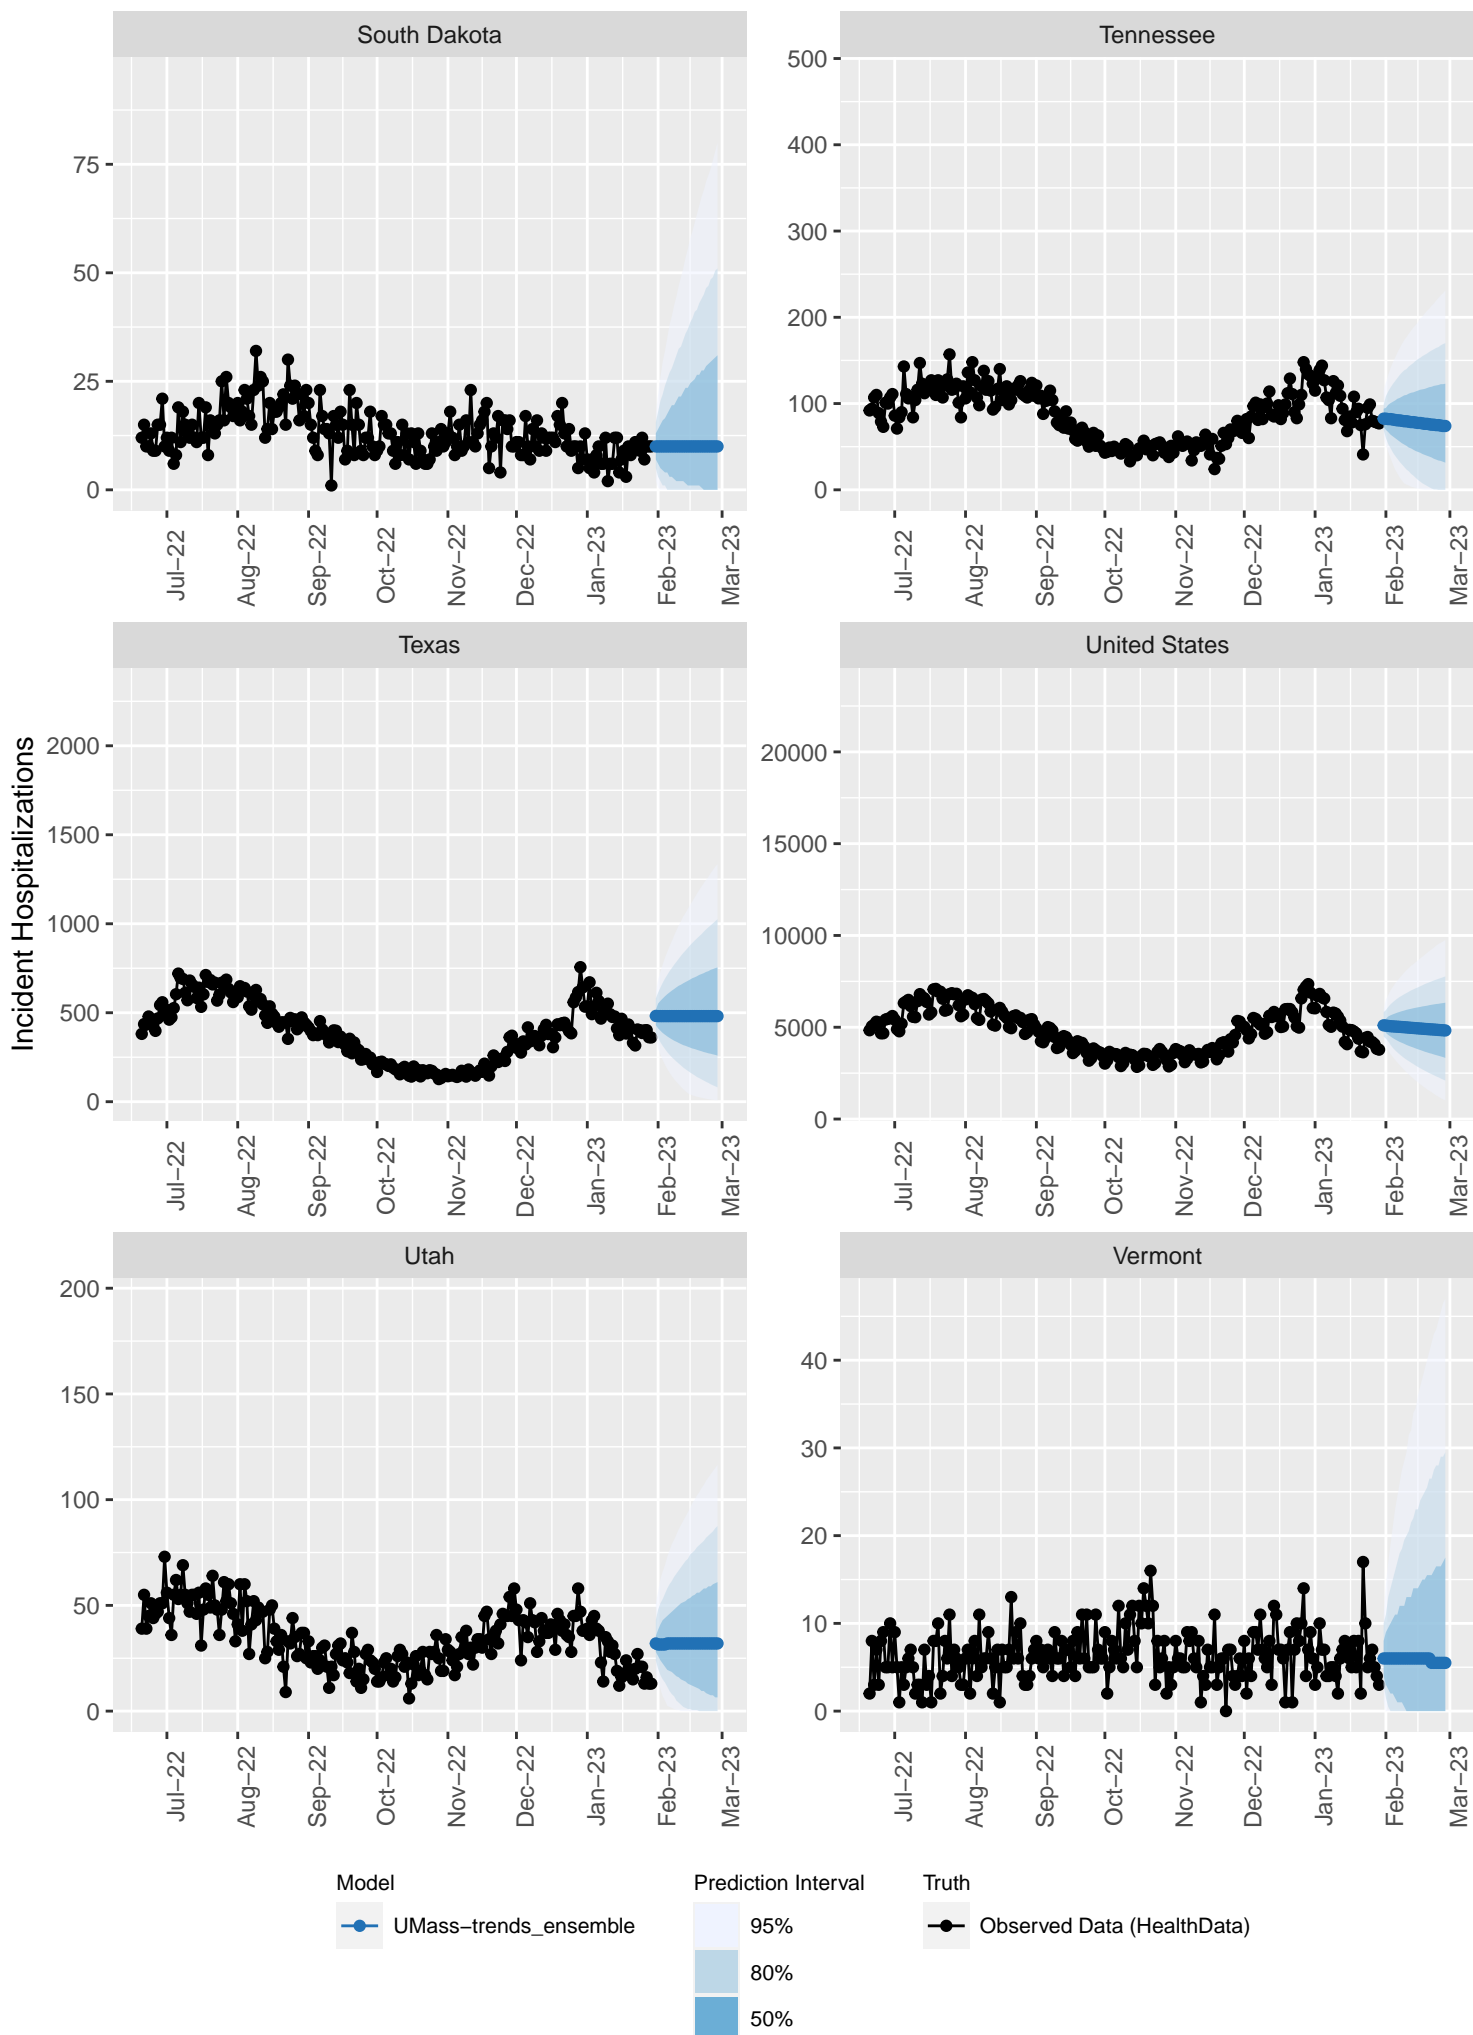 South Dakota
Tennessee
75
50
25
0
500
400
300
200
100
0
Jul−22
Aug−22
Sep−22
Oct−22
Nov−22
Dec−22
Jan−23
Feb−23
Mar−23
Jul−22
Aug−22
Sep−22
Oct−22
Nov−22
Dec−22
Jan−23
Feb−23
Mar−23
Incident Hospitalizations
Texas
United States
2000
1500
1000
500
0
20000
15000
10000
5000
0
Jul−22
Aug−22
Sep−22
Oct−22
Nov−22
Dec−22
Jan−23
Feb−23
Mar−23
Jul−22
Aug−22
Sep−22
Oct−22
Nov−22
Dec−22
Jan−23
Feb−23
Mar−23
Utah
Vermont
200
150
100
50
0
40
30
20
10
0
Jul−22
Aug−22
Sep−22
Oct−22
Nov−22
Dec−22
Jan−23
Feb−23
Mar−23
Jul−22
Aug−22
Sep−22
Oct−22
Nov−22
Dec−22
Jan−23
Feb−23
Mar−23
Model
UMass−trends_ensemble
Prediction Interval
95%
80%
50%
Truth
Observed Data (HealthData)